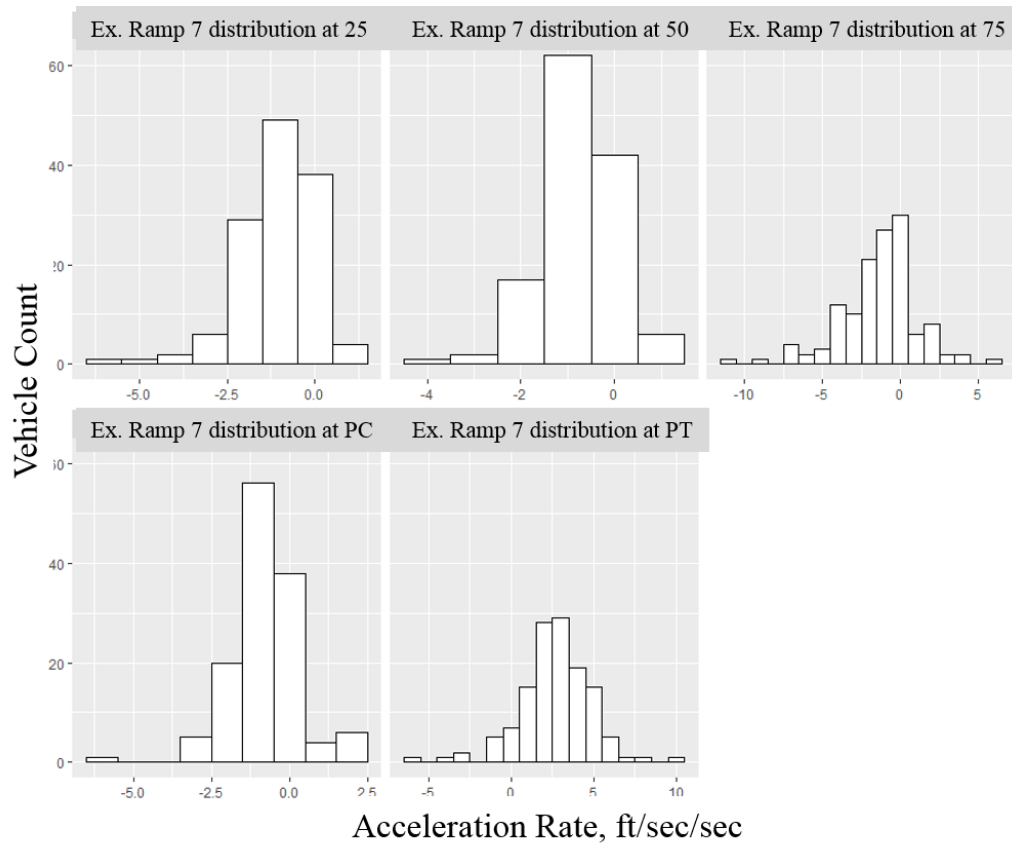 Ex. Ramp 7 distribution at 25 Ex. Ramp 7 distribution at 50 Ex. Ramp 7 distribution at 75
60
40
20
0
-5.0 -2.5 0.0 -4 -2 0 -10 -5 0 5
Ex. Ramp 7 distribution at PC Ex. Ramp 7 distribution at PT
60
40
20
0
-5.0 -2.5 0.0 2.5 -5 0 5 10
Vehicle Count
Acceleration Rate, ft/sec/sec